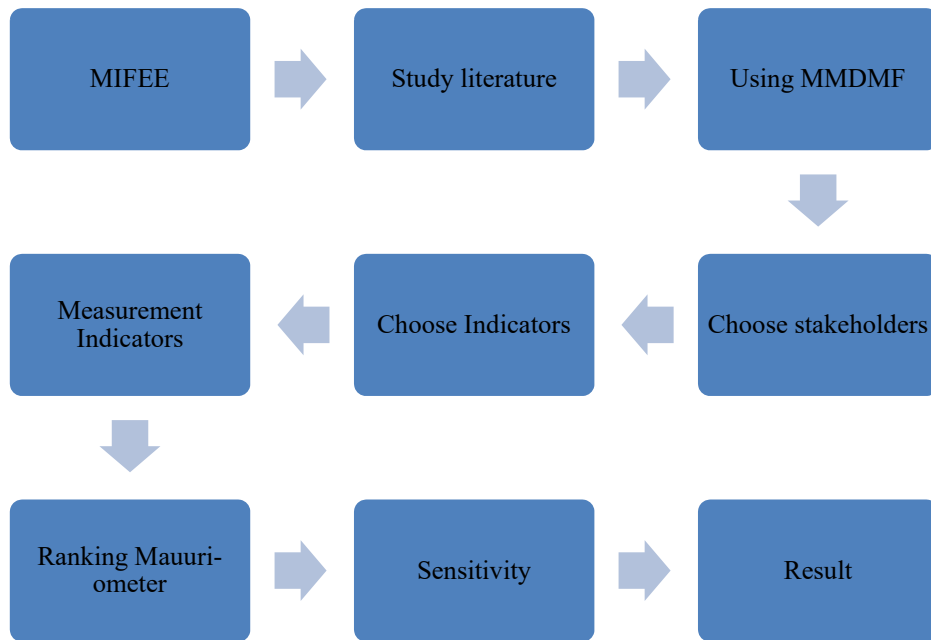 MIFEE
Study literature
Using MMDMF
Choose stakeholders
Choose Indicators
Measurement
Indicators
Ranking Mauuri-
ometer
Sensitivity
Result